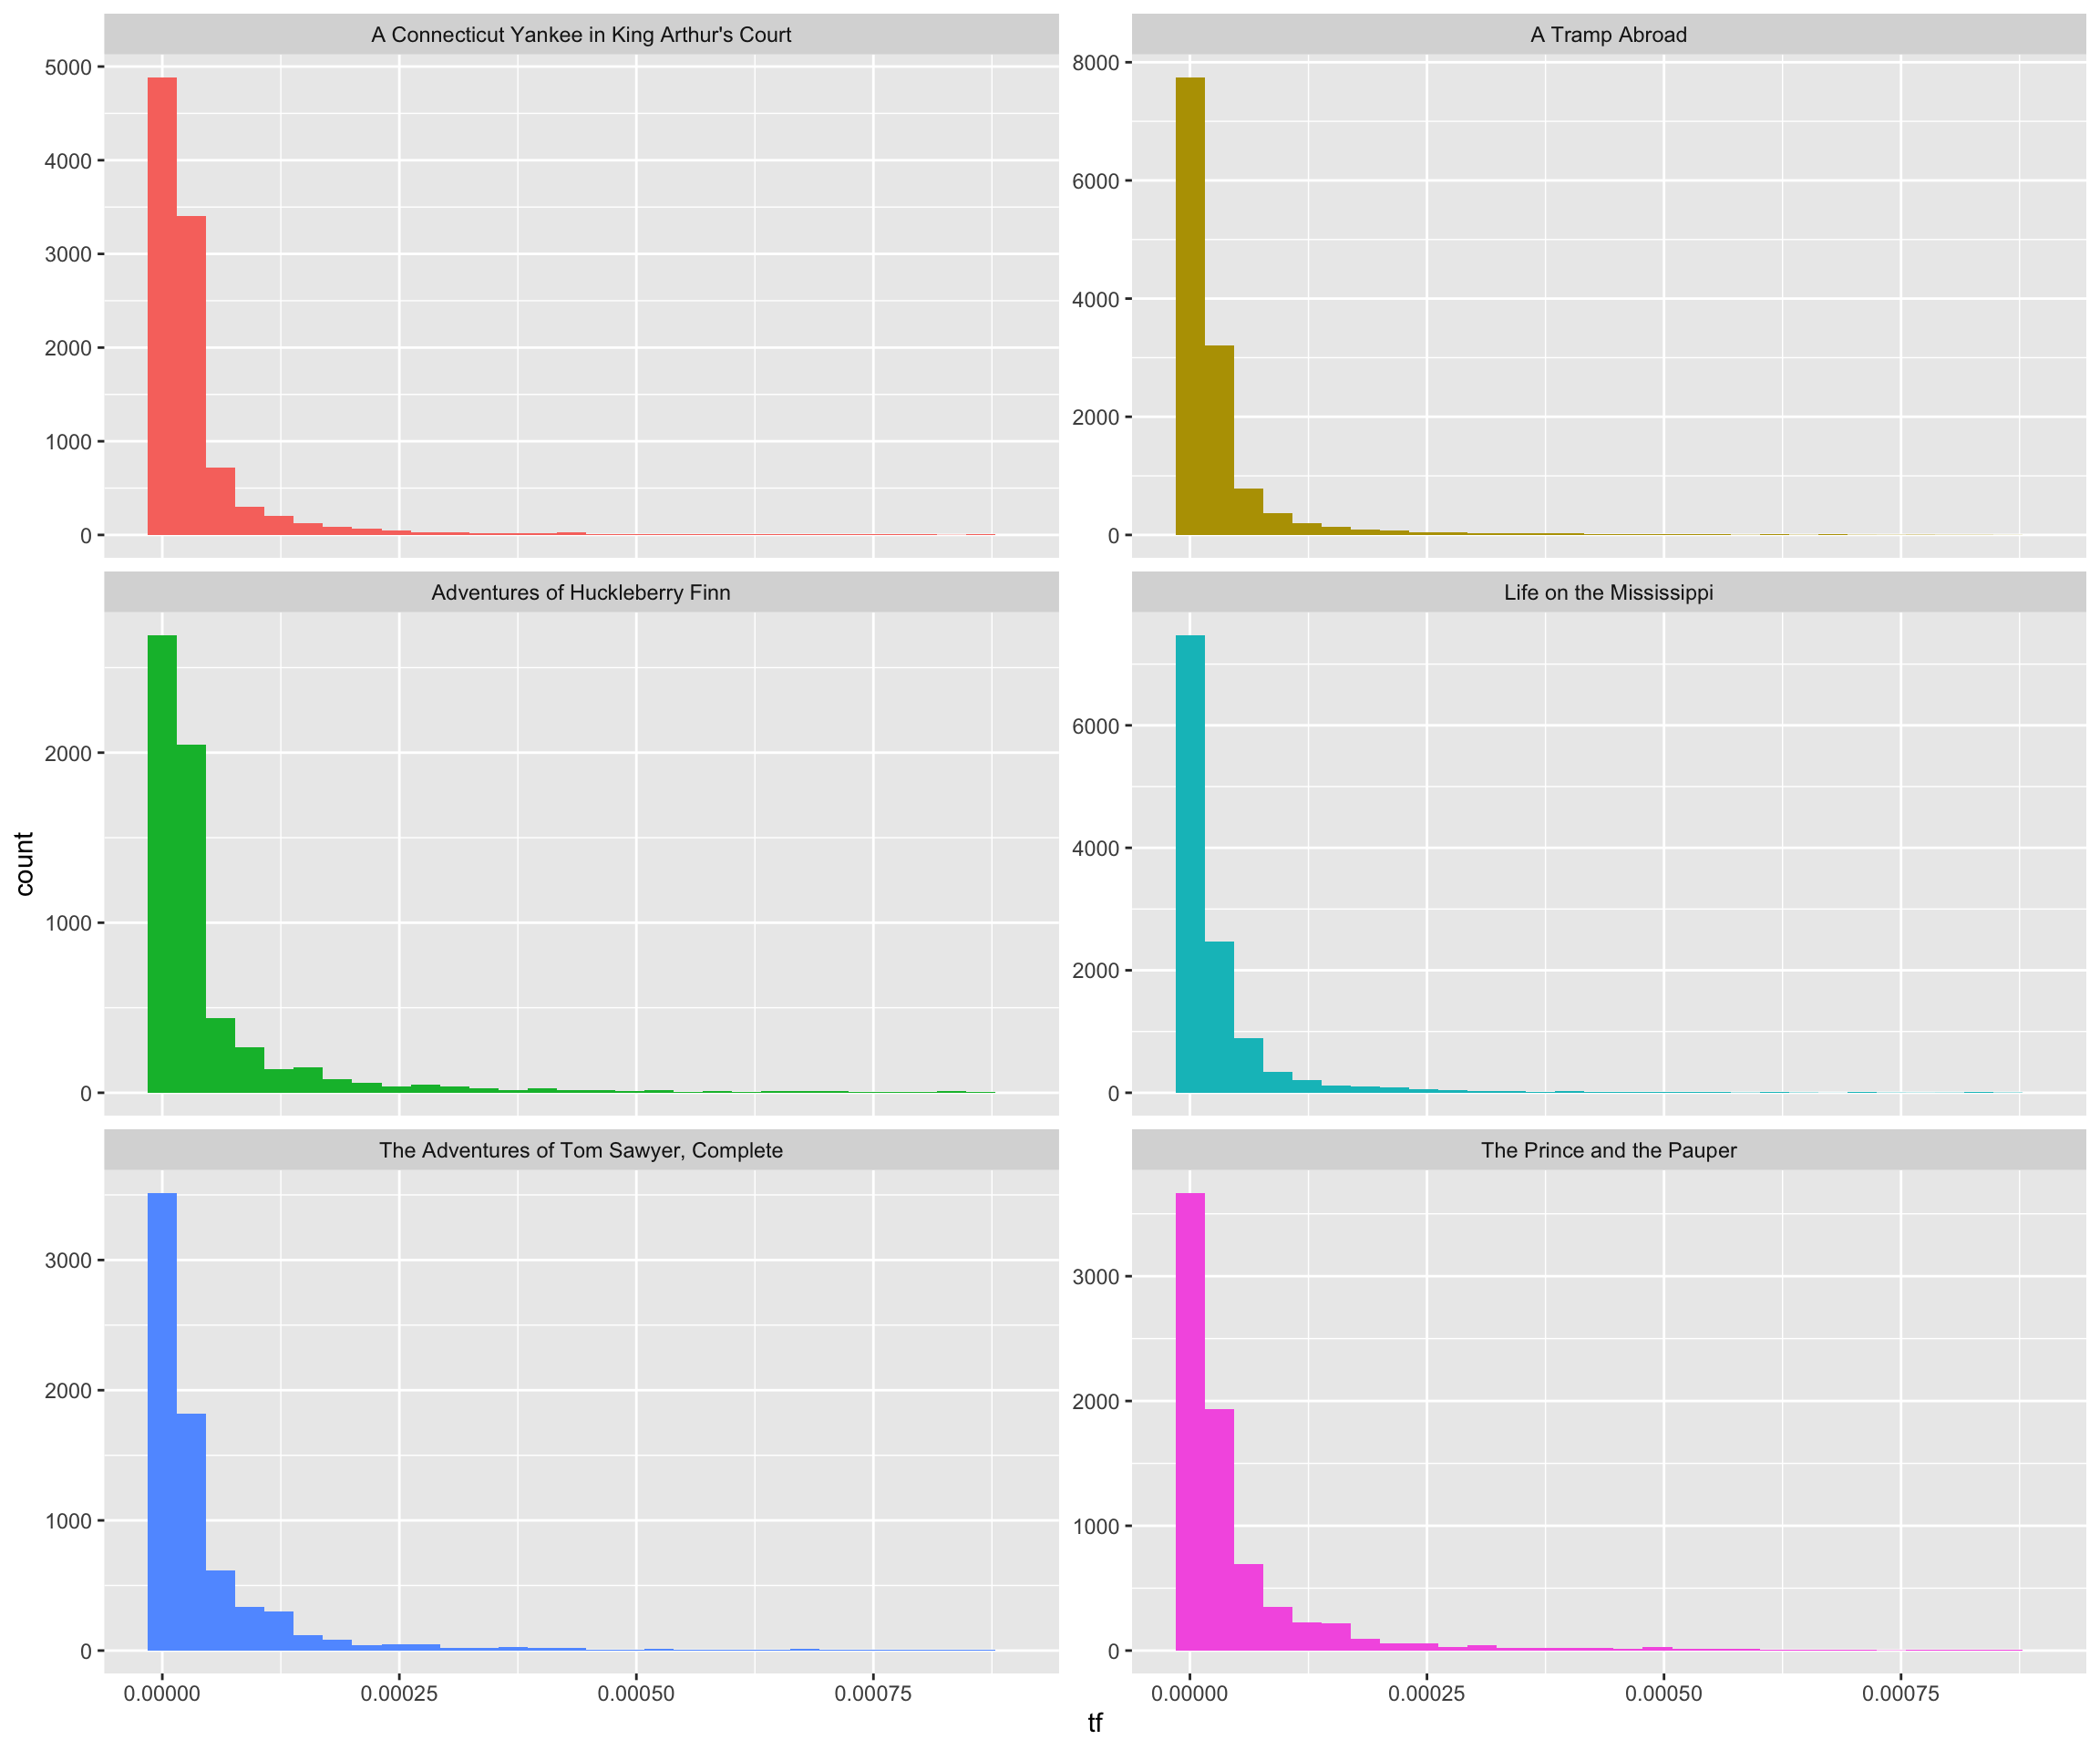 A Connecticut Yankee in King Arthur's Court
5000
4000
3000
2000
1000
0
A Tramp Abroad
8000
6000
4000
2000
0
Adventures of Huckleberry Finn
2000
1000
0
Life on the Mississippi
6000
4000
2000
0
The Adventures of Tom Sawyer, Complete
3000
2000
1000
0
0.00000 0.00025 0.00050 0.00075
The Prince and the Pauper
3000
2000
1000
0
0.00000 0.00025 0.00050 0.00075
count
tf